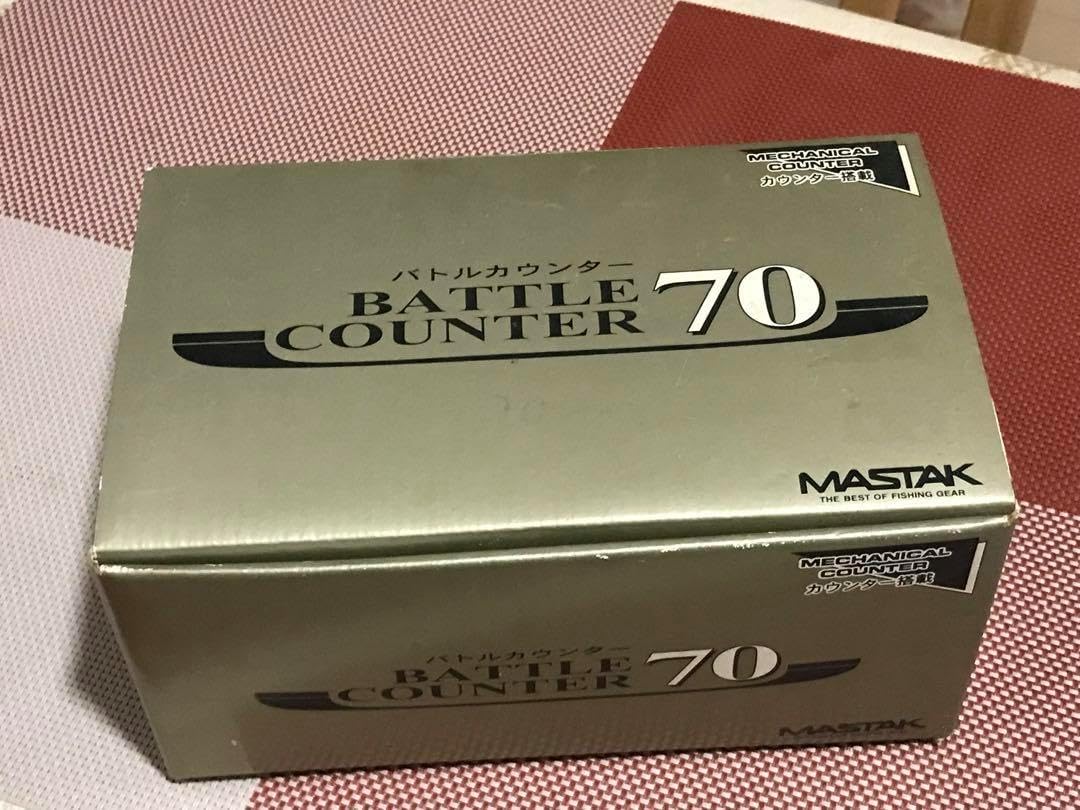 MECHANICAL
COUNTER
カウンター搭載
バトルカウンター
BATTLE
COUNTER 70
MASTAK
THE BEST OF FISHING GEAR
MECHANICAL
COUNTER
カウンター搭載
バトルカウンター
BATTLE
COUNTER 70
MASTAK